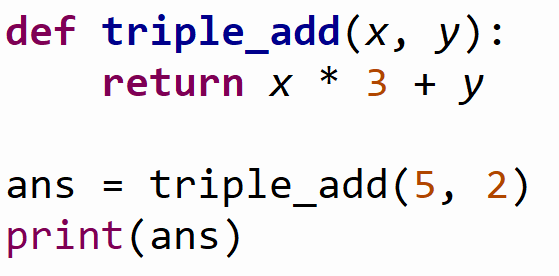 def triple_add(x, y):
    return x * 3 + y

ans = triple_add(5, 2)
print(ans)